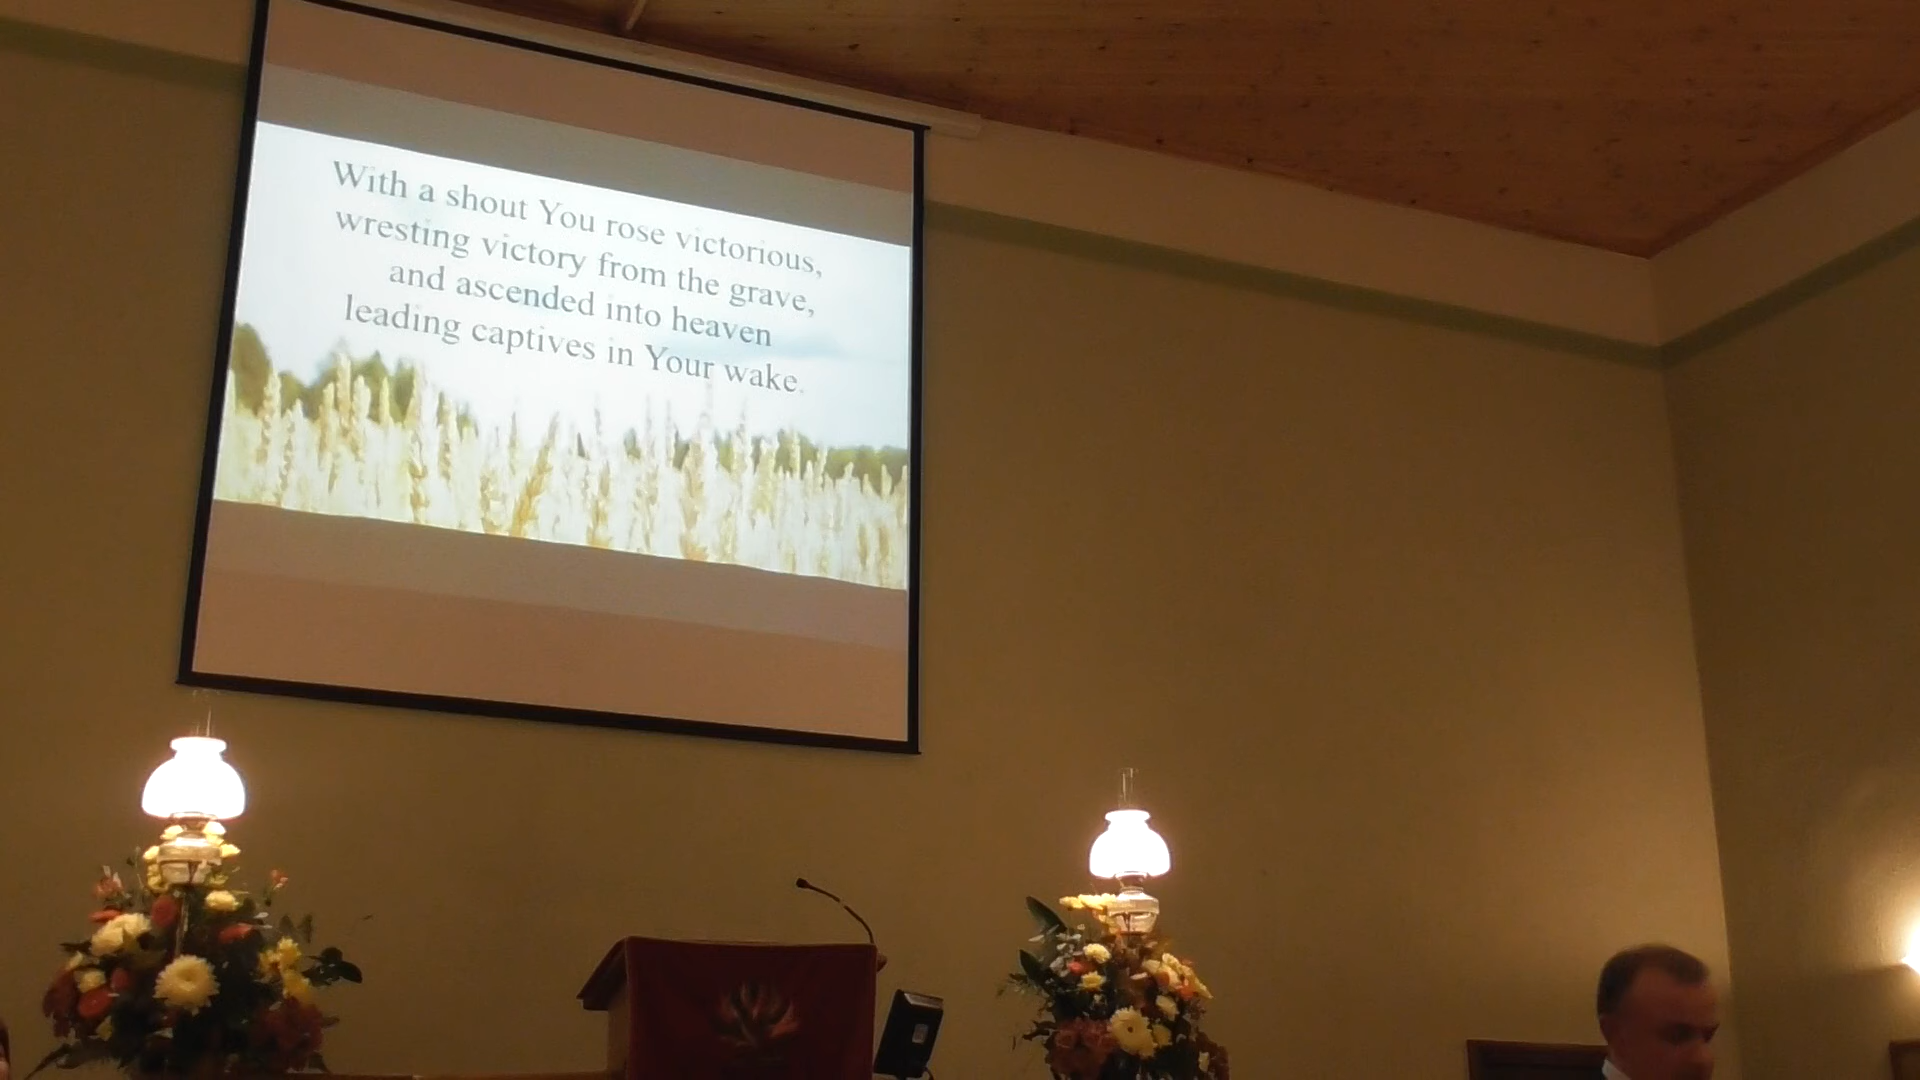 With a shout You rose victorious,
wresting victory from the grave,
and ascended into heaven
leading captives in Your wake.